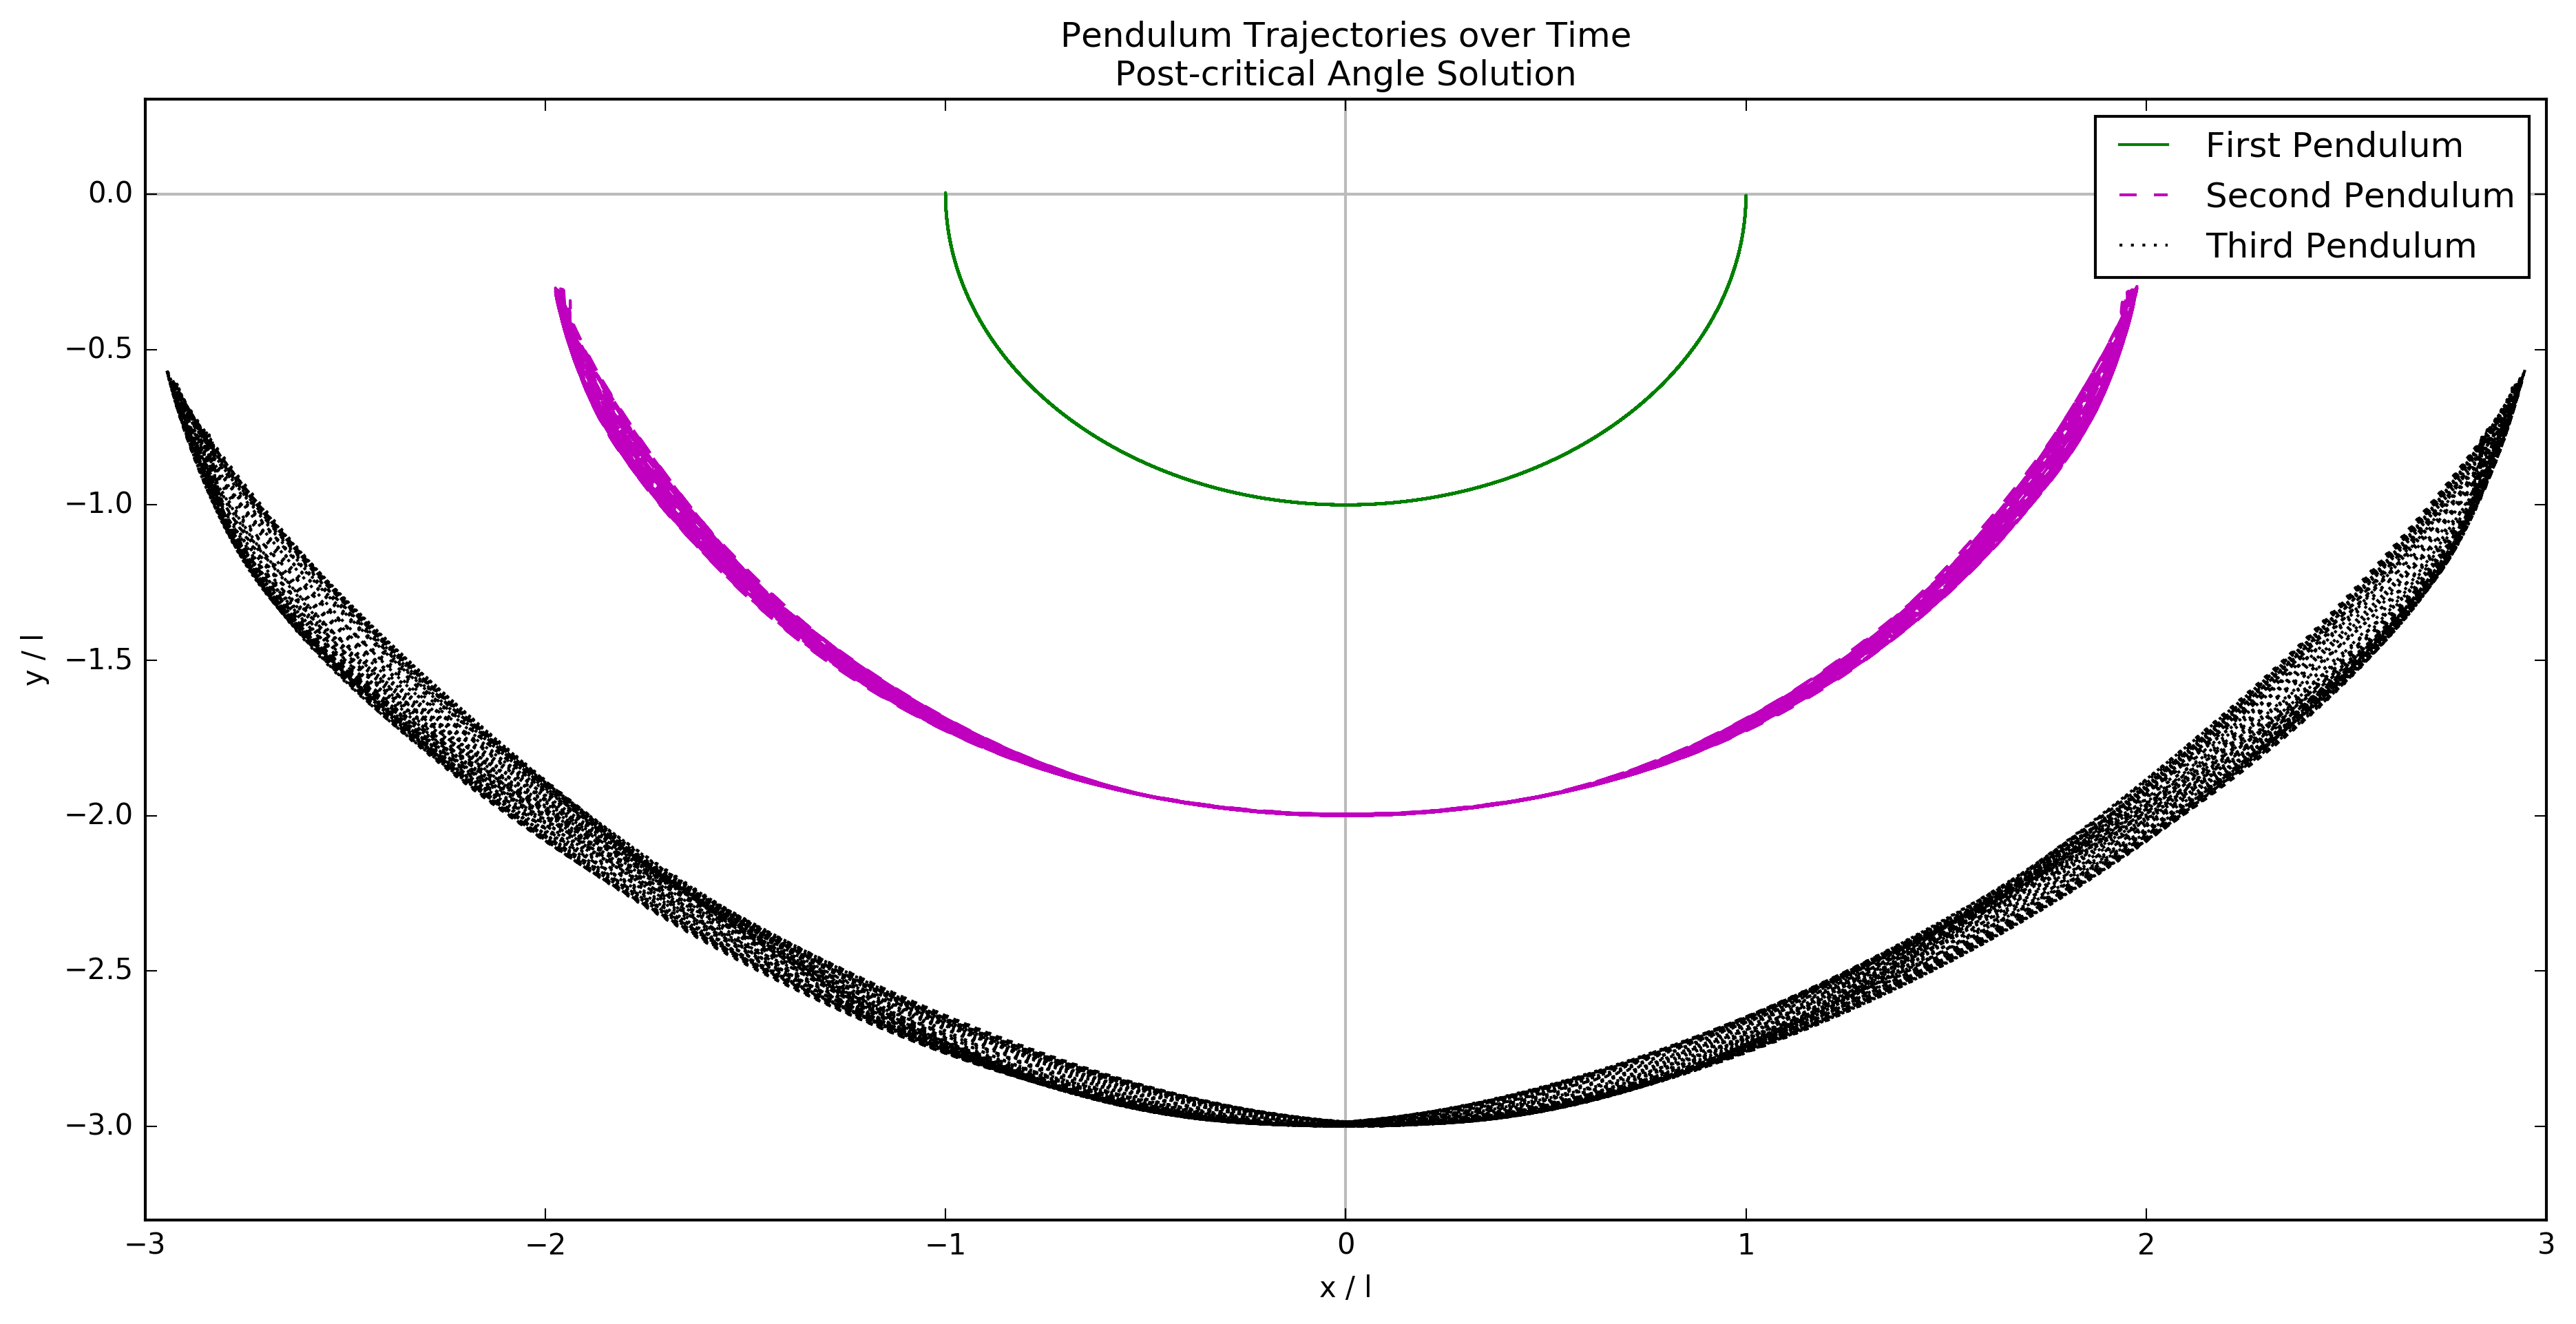 Pendulum Trajectories over Time
Post-critical Angle Solution
First Pendulum
Second Pendulum
Third Pendulum
0.0
−0.5
−1.0
−1.5
−2.0
−2.5
−3.0
y / l
−3 −2 −1 0 1 2 3
x / l